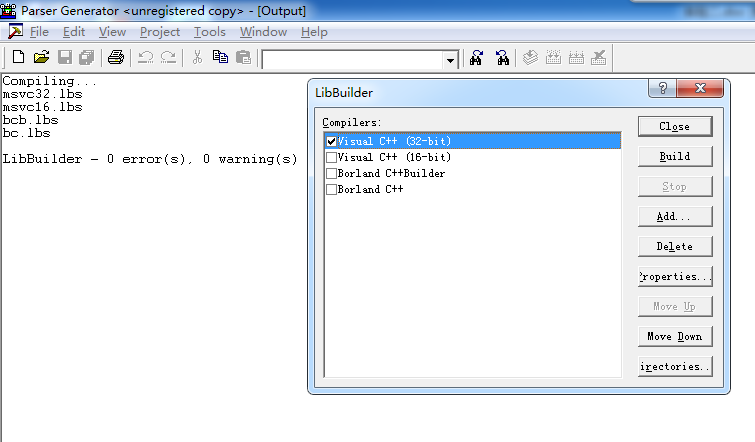 Parser Generator <unregistered copy> - [Output]
File Edit View Project Tools Window Help
Compiling...
msvc32.lbs
msvc16.lbs
bcb.lbs
bc.lbs
LibBuilder - 0 error(s), 0 warning(s)
LibBuilder
Compilers:
Visual C++ (32-bit)
Visual C++ (16-bit)
Borland C++Builder
Borland C++
Close
Build
Stop
Add...
Delete
Properties...
Move Up
Move Down
irectories..